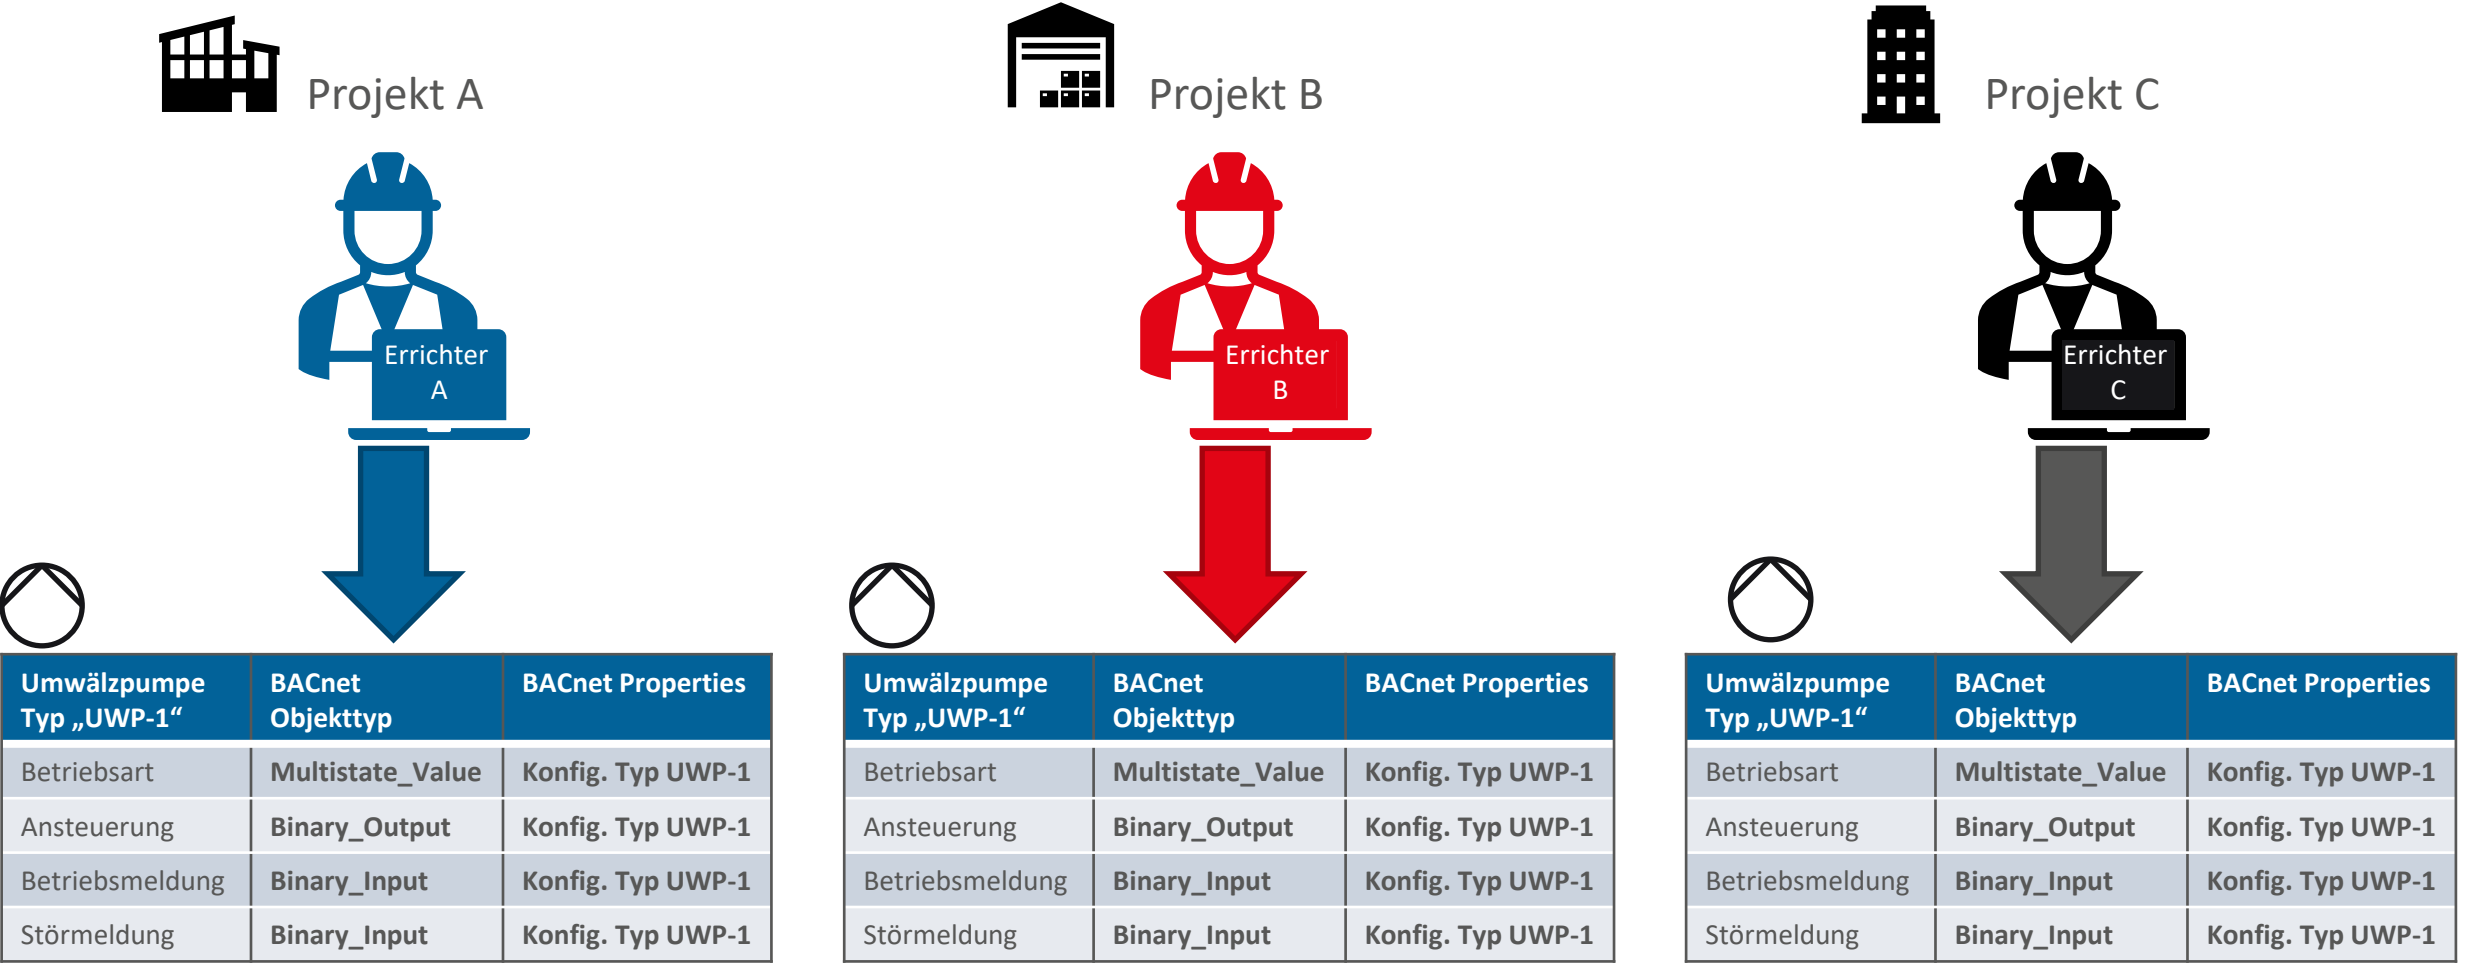 Projekt A
Projekt B
Projekt C
Errichter
A
Errichter
B
Errichter
C
Umwälzpumpe
Typ „UWP-1“
BACnet
Objekttyp
BACnet Properties
Betriebsart
Multistate_Value
Konfig. Typ UWP-1
Ansteuerung
Binary_Output
Konfig. Typ UWP-1
Betriebsmeldung
Binary_Input
Konfig. Typ UWP-1
Störmeldung
Binary_Input
Konfig. Typ UWP-1
Umwälzpumpe
Typ „UWP-1“
BACnet
Objekttyp
BACnet Properties
Betriebsart
Multistate_Value
Konfig. Typ UWP-1
Ansteuerung
Binary_Output
Konfig. Typ UWP-1
Betriebsmeldung
Binary_Input
Konfig. Typ UWP-1
Störmeldung
Binary_Input
Konfig. Typ UWP-1
Umwälzpumpe
Typ „UWP-1“
BACnet
Objekttyp
BACnet Properties
Betriebsart
Multistate_Value
Konfig. Typ UWP-1
Ansteuerung
Binary_Output
Konfig. Typ UWP-1
Betriebsmeldung
Binary_Input
Konfig. Typ UWP-1
Störmeldung
Binary_Input
Konfig. Typ UWP-1